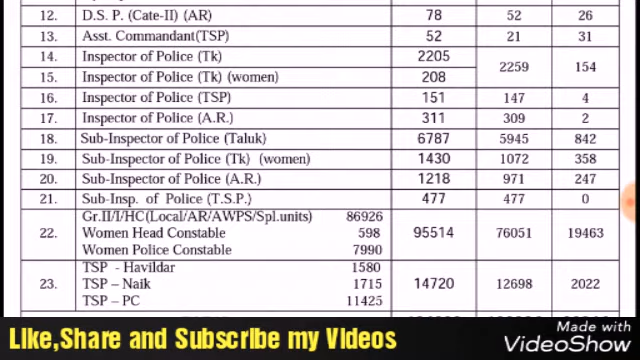 12. D.S. P. (Cate-II) (AR) 78 52 26
13. Asst. Commandant(TSP) 52 21 31
14. Inspector of Police (Tk) 2205
2259 154
15. Inspector of Police (Tk) (women) 208
16. Inspector of Police (TSP) 151 147 4
17. Inspector of Police (A.R.) 311 309 2
18. Sub-Inspector of Police (Taluk) 6787 5945 842
19. Sub-Inspector of Police (Tk) (women) 1430 1072 358
20. Sub-Inspector of Police (A.R.) 1218 971 247
21. Sub-Insp. of Police (T.S.P.) 477 477 0
Gr.II/I/HC(Local/AR/AWPS/Spl.units) 86926
22. Women Head Constable 598 95514 76051 19463
Women Police Constable 7990
TSP - Havildar 1580
23. TSP – Naik 1715 14720 12698 2022
TSP – PC 11425
Like,Share and Subscribe my Videos
Made with
VideoShow